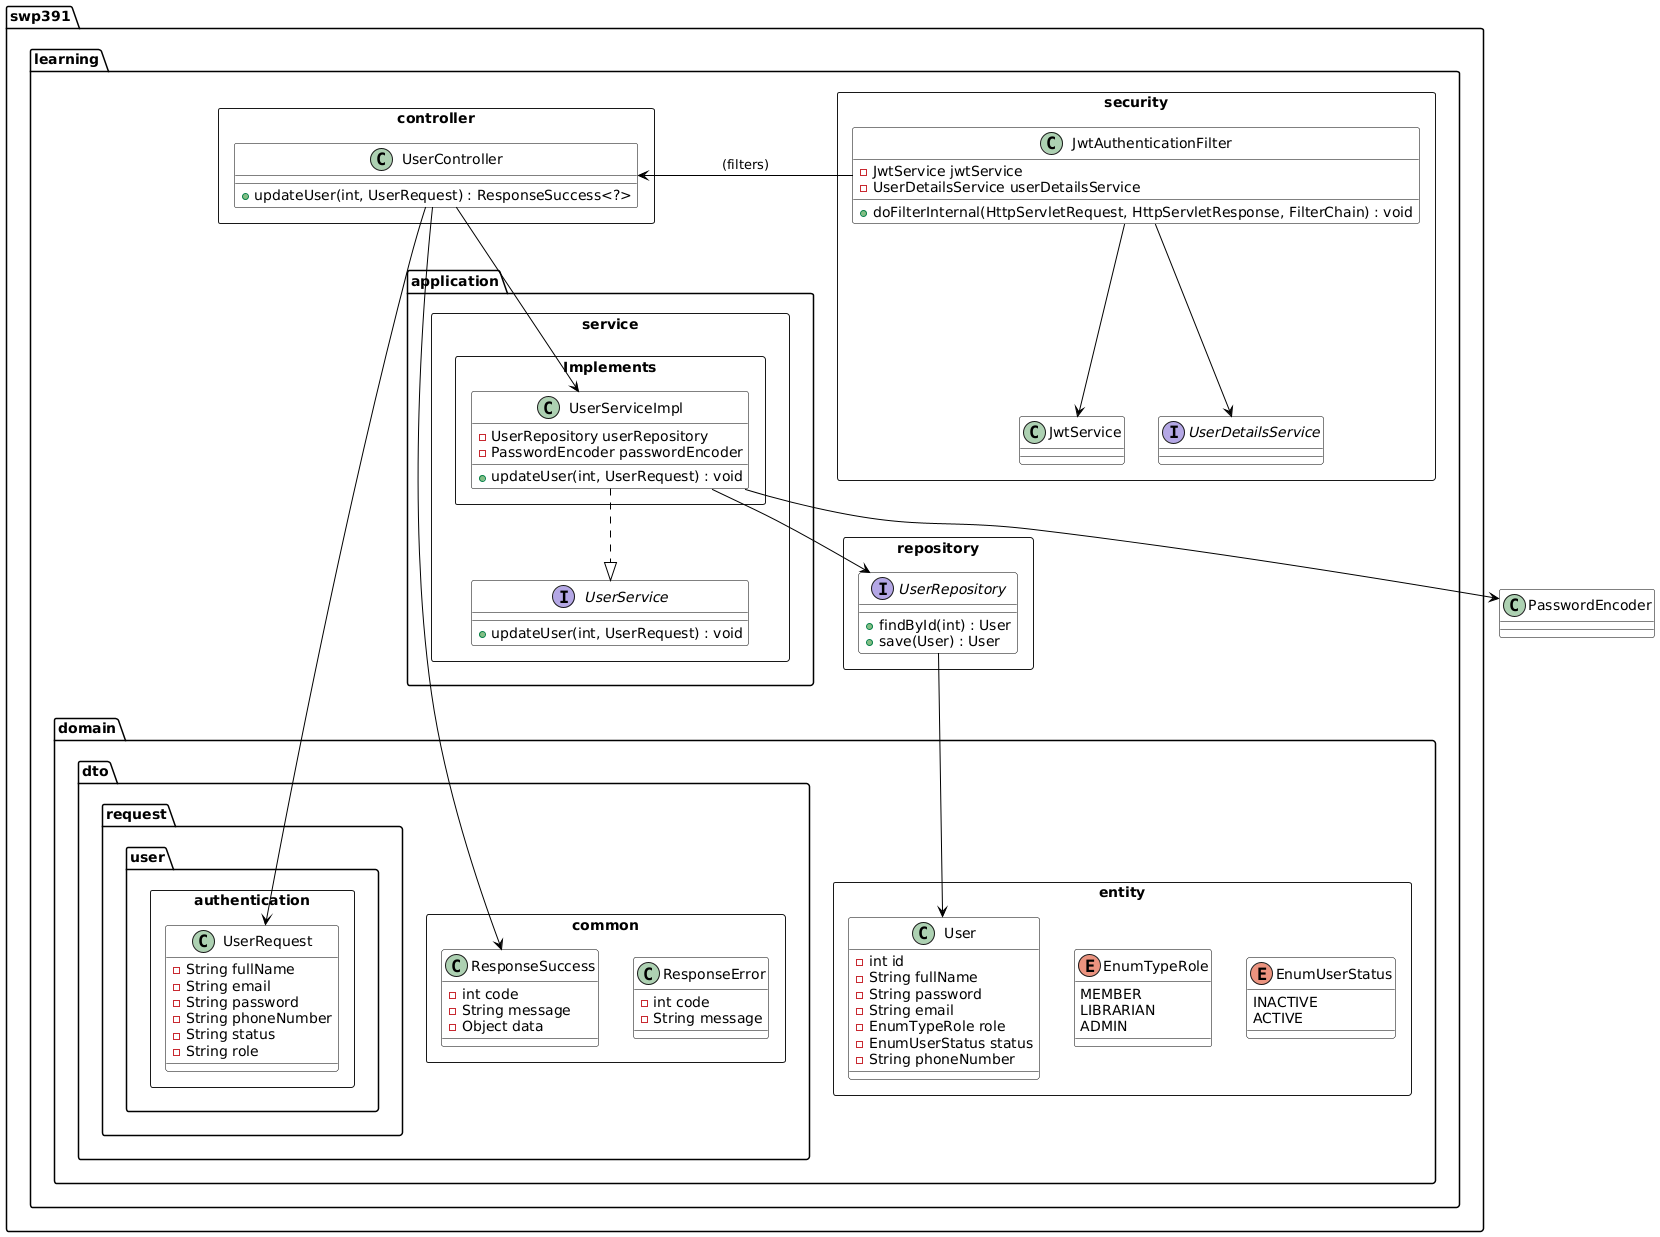 swp391
learning
controller
C UserController
updateUser(int, UserRequest) : ResponseSuccess<?>
(filters)
security
C JwtAuthenticationFilter
JwtService jwtService
UserDetailsService userDetailsService
doFilterInternal(HttpServletRequest, HttpServletResponse, FilterChain) : void
C JwtService
I UserDetailsService
application
service
Implements
C UserServiceImpl
UserRepository userRepository
PasswordEncoder passwordEncoder
updateUser(int, UserRequest) : void
I UserService
updateUser(int, UserRequest) : void
repository
I UserRepository
findById(int) : User
save(User) : User
C PasswordEncoder
domain
dto
request
user
authentication
C UserRequest
String fullName
String email
String password
String phoneNumber
String status
String role
common
C ResponseSuccess
int code
String message
Object data
C ResponseError
int code
String message
entity
C User
int id
String fullName
String password
String email
EnumTypeRole role
EnumUserStatus status
String phoneNumber
E EnumTypeRole
MEMBER
LIBRARIAN
ADMIN
E EnumUserStatus
INACTIVE
ACTIVE